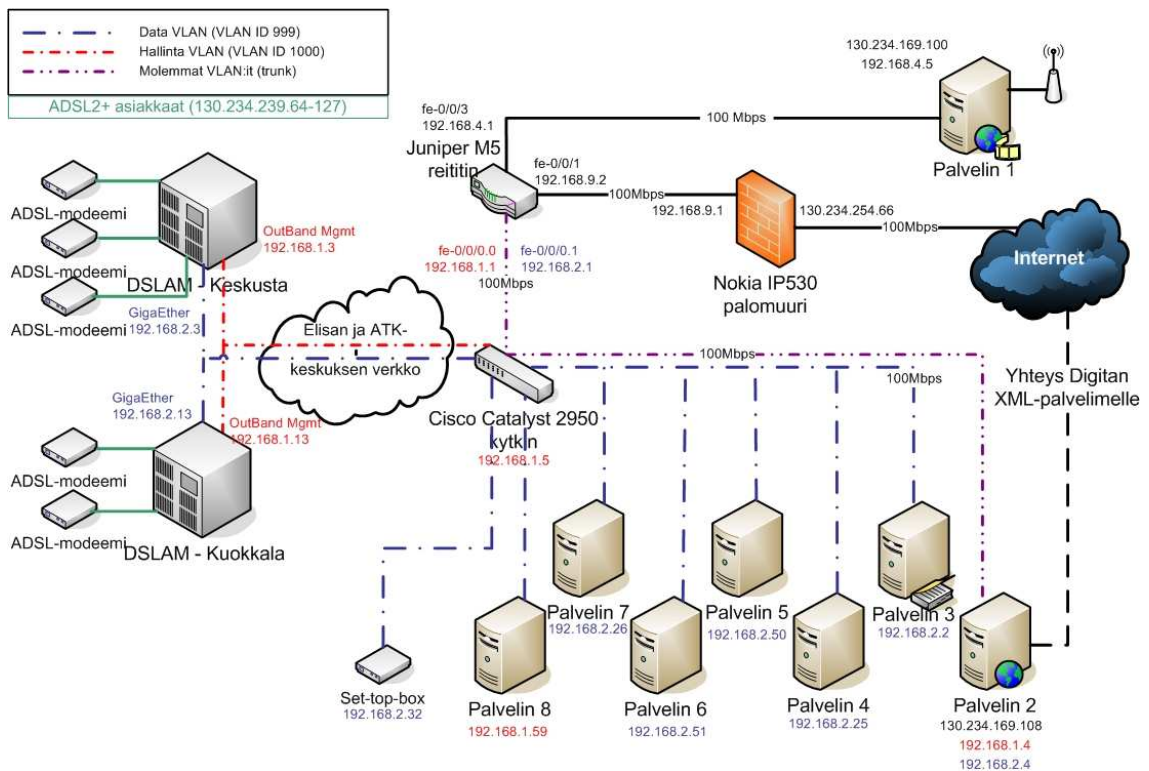 Data VLAN (VLAN ID 999)
Hallinta VLAN (VLAN ID 1000)
Molemmat VLAN:it (trunk)
ADSL2+ asiakkaat (130.234.239.64-127)
130.234.169.100
192.168.4.5
Palvelin 1
fe-0/0/3
192.168.4.1
100 Mbps
Juniper M5
reititin
fe-0/0/1
192.168.9.2
100Mbps
192.168.9.1
130.234.254.66
100Mbps
Nokia IP530
palomuuri
Internet
ADSL-modeemi
ADSL-modeemi
ADSL-modeemi
OutBand Mgmt
192.168.1.3
DSLAM - Keskusta
GigaEther
192.168.2.3
fe-0/0/0.0
192.168.1.1
fe-0/0/0.1
192.168.2.1
100Mbps
Elisan ja ATK-
keskuksen verkko
100Mbps
100Mbps
Yhteys Digitan
XML-palvelimelle
GigaEther
192.168.2.13
OutBand Mgmt
192.168.1.13
Cisco Catalyst 2950
kytkin
192.168.1.5
ADSL-modeemi
ADSL-modeemi
DSLAM - Kuokkala
Palvelin 7
192.168.2.26
Palvelin 5
192.168.2.50
Palvelin 3
192.168.2.2
Set-top-box
192.168.2.32
Palvelin 8
192.168.1.59
Palvelin 6
192.168.2.51
Palvelin 4
192.168.2.25
Palvelin 2
130.234.169.108
192.168.1.4
192.168.2.4